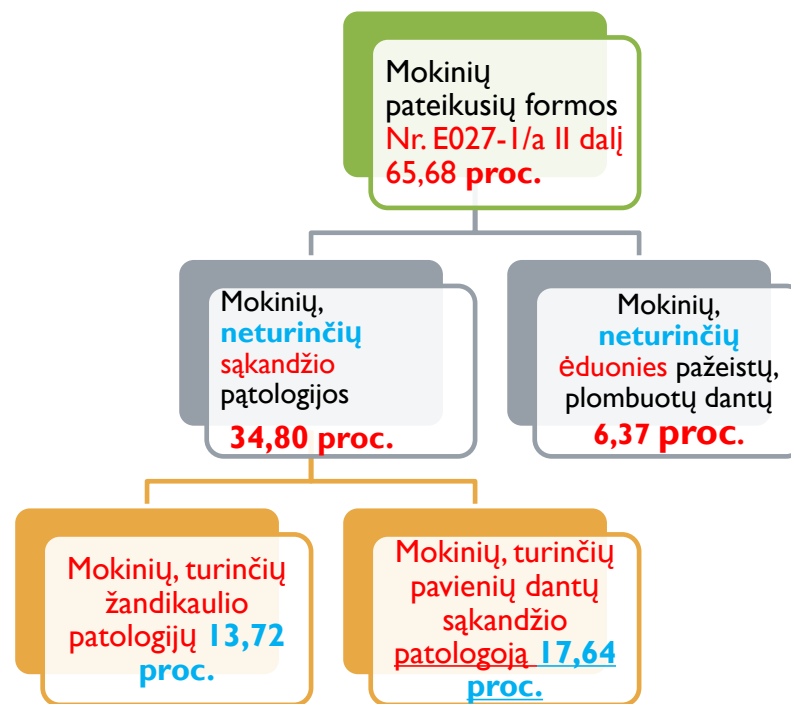 Mokinių
pateikusių formos
Nr. E027-1/a II dalį
65,68 proc.
Mokinių,
neturinčių
sąkandžio
pątologijos
34,80 proc.
Mokinių,
neturinčių
ėduonies pažeistų,
plombuotų dantų
6,37 proc.
Mokinių, turinčių
žandikaulio
patologijų 13,72
proc.
Mokinių, turinčių
pavienių dantų
sąkandžio
patologoją 17,64
proc.